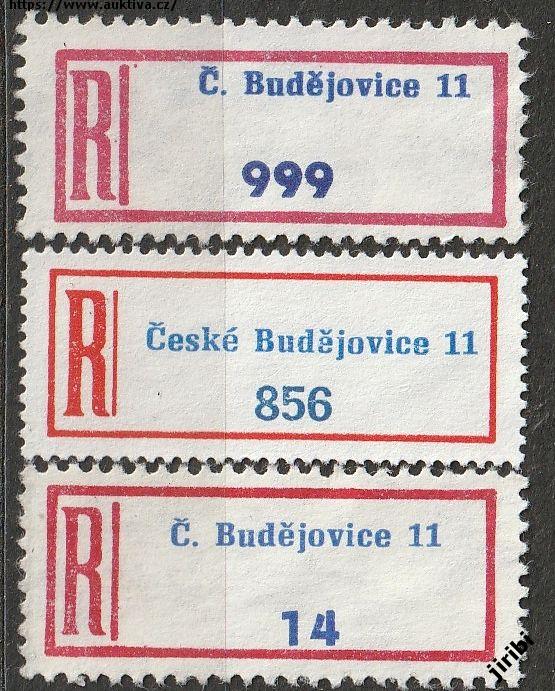 https://www.auktiva.cz/
R
Č. Budějovice 11
999
R
České Budějovice 11
856
R
Č. Budějovice 11
14
jiribi